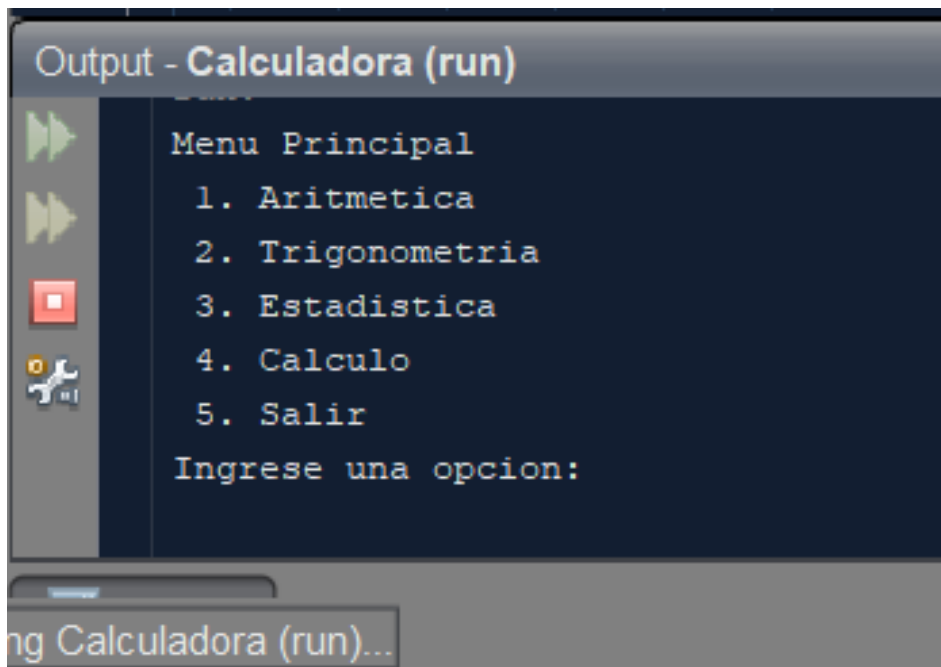 Output - Calculadora (run)
Menu Principal
1. Aritmetica
2. Trigonometria
3. Estadistica
4. Calculo
5. Salir
Ingrese una opcion:
Calculadora (run)...